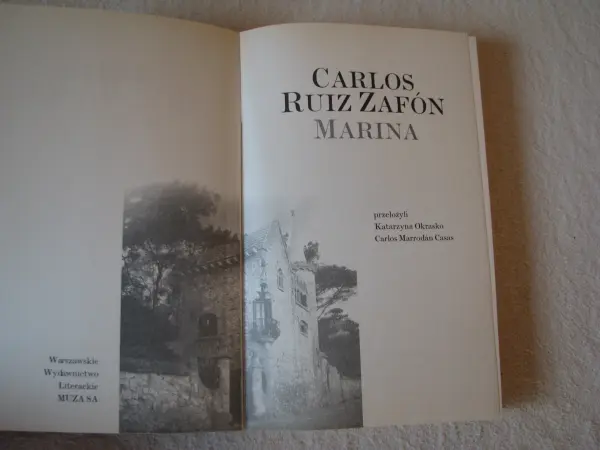 CARLOS
RUIZ ZAFÓN
MARINA
przełożyli
Katarzyna Okrasko
Carlos Marrodán Casas
Warszawskie
Wydawnictwo
Literackie
MUZA SA